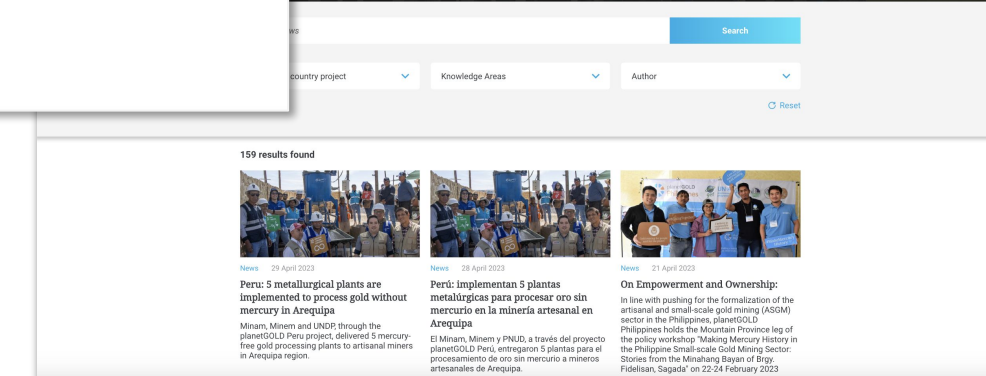 Search
country project
Knowledge Areas
Author
Reset
159 results found
News 29 April 2023
Peru: 5 metallurgical plants are
implemented to process gold without
mercury in Arequipa
Minam, Minem and UNDP, through the
planetGOLD Peru project, delivered 5 mercury-
free gold processing plants to artisanal miners
in Arequipa region.
News 28 April 2023
Perú: implementan 5 plantas
metalúrgicas para procesar oro sin
mercurio en la minería artesanal en
Arequipa
El Minam, Minem y PNUD, a través del proyecto
planetGOLD Perú, entregaron 5 plantas para el
procesamiento de oro sin mercurio a mineros
artesanales de Arequipa.
News 21 April 2023
On Empowerment and Ownership:
In line with pushing for the formalization of the
artisanal and small-scale gold mining (ASGM)
sector in the Philippines, planetGOLD
Philippines holds the Mountain Province leg of
the policy workshop "Making Mercury History in
the Philippine Small-scale Gold Mining Sector:
Stories from the Minahang Bayan of Brgy.
Fidelisan, Sagada" on 22-24 February 2023